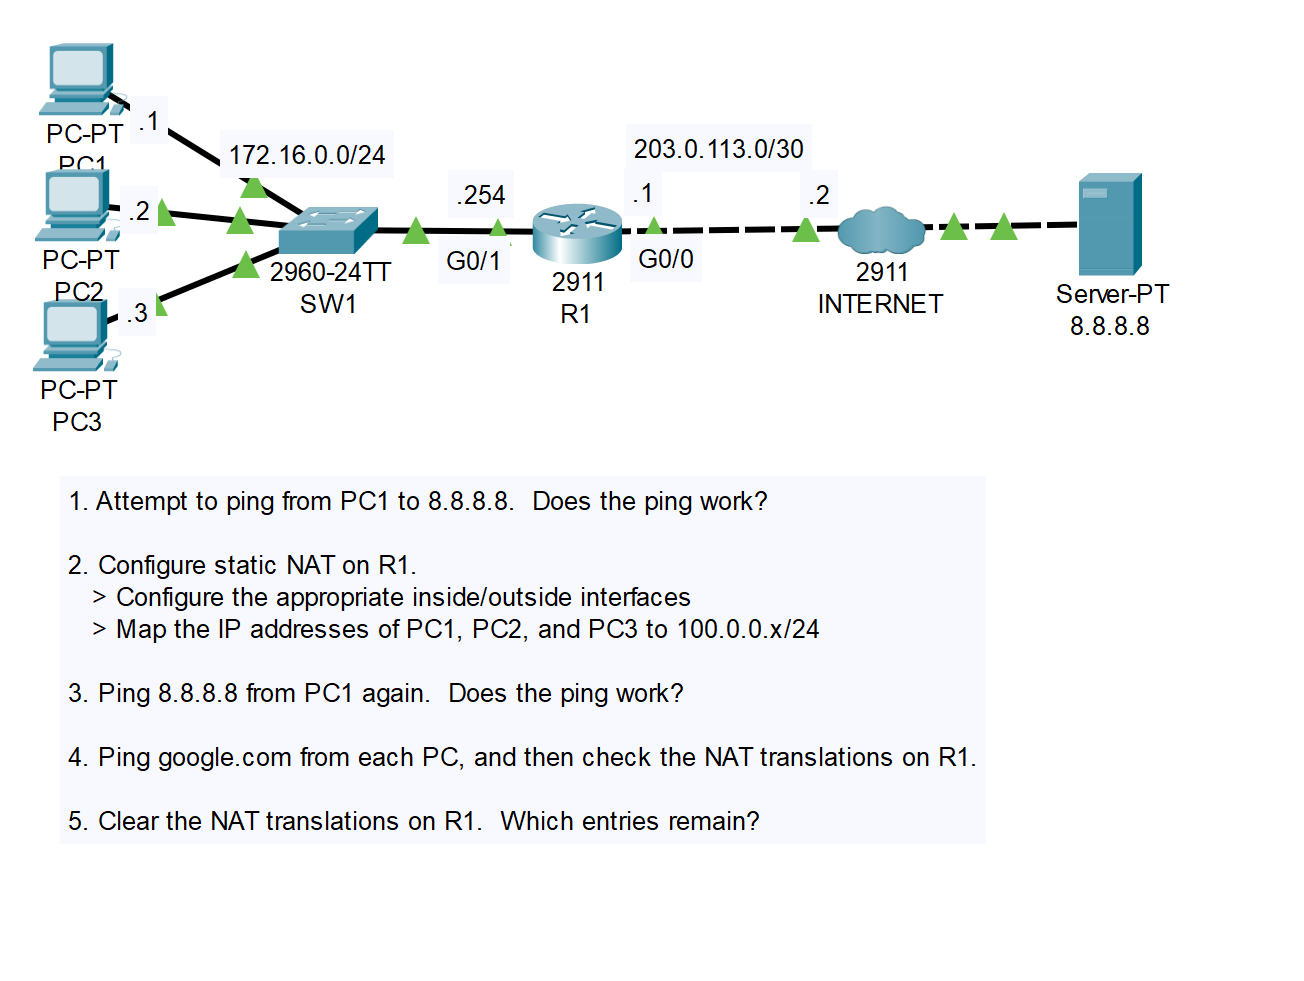 PC-PT
PC1
.1
172.16.0.0/24
203.0.113.0/30
PC-PT
PC2
.2
.254
.1
.2
G0/1
G0/0
2960-24TT
SW1
2911
R1
2911
INTERNET
Server-PT
8.8.8.8
.3
PC-PT
PC3
1. Attempt to ping from PC1 to 8.8.8.8.  Does the ping work?
2. Configure static NAT on R1.
> Configure the appropriate inside/outside interfaces
> Map the IP addresses of PC1, PC2, and PC3 to 100.0.0.x/24
3. Ping 8.8.8.8 from PC1 again.  Does the ping work?
4. Ping google.com from each PC, and then check the NAT translations on R1.
5. Clear the NAT translations on R1.  Which entries remain?